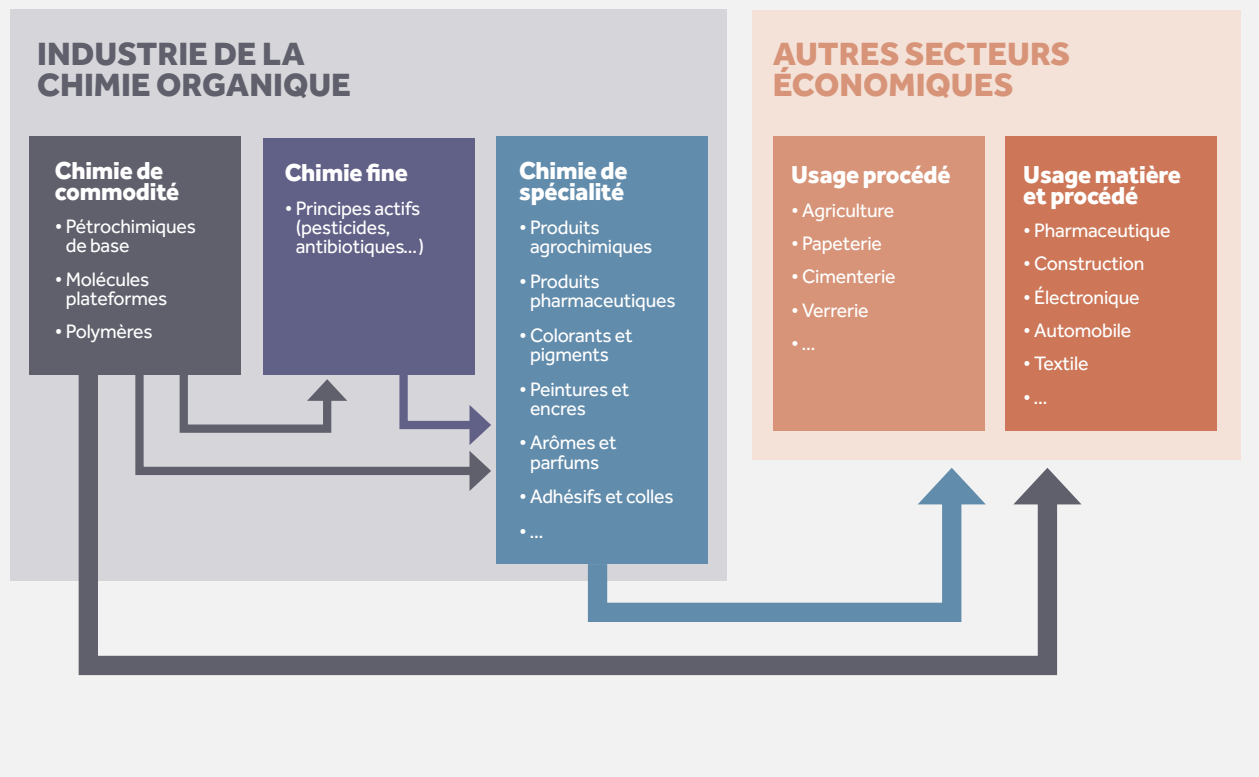 INDUSTRIE DE LA
CHIMIE ORGANIQUE
Chimie de
commodité
• Pétrochimiques
de base
• Molécules
plateformes
• Polymères
Chimie fine
• Principes actifs
(pesticides,
antibiotiques...)
Chimie de
spécialité
• Produits
agrochimiques
• Produits
pharmaceutiques
• Colorants et
pigments
• Peintures et
encres
• Arômes et
parfums
• Adhésifs et colles
• ...
AUTRES SECTEURS
ÉCONOMIQUES
Usage procédé
• Agriculture
• Papeterie
• Cimenterie
• Verrerie
• ...
Usage matière
et procédé
• Pharmaceutique
• Construction
• Électronique
• Automobile
• Textile
• ...